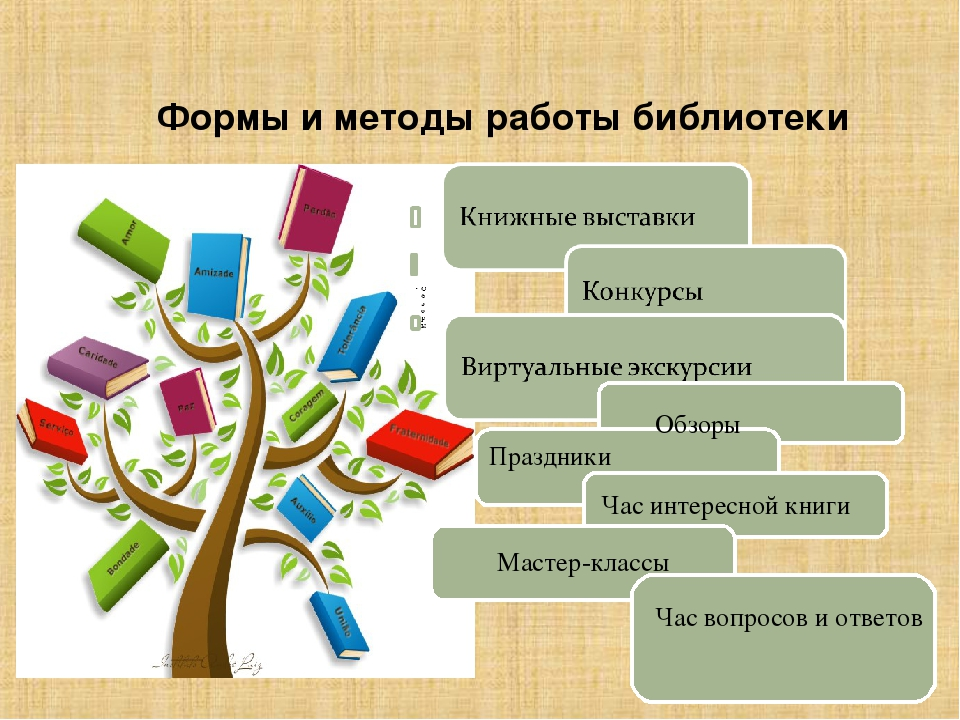 Формы и методы работы библиотеки
Perdão
Amor
Amizade
Tolerância
Caridade
Paz
Coragem
Serviço
Fraternidade
Auxílio
Bondade
União
Книжные выставки
Конкурсы
Виртуальные экскурсии
Обзоры
Праздники
Час интересной книги
Мастер-классы
Час вопросов и ответов